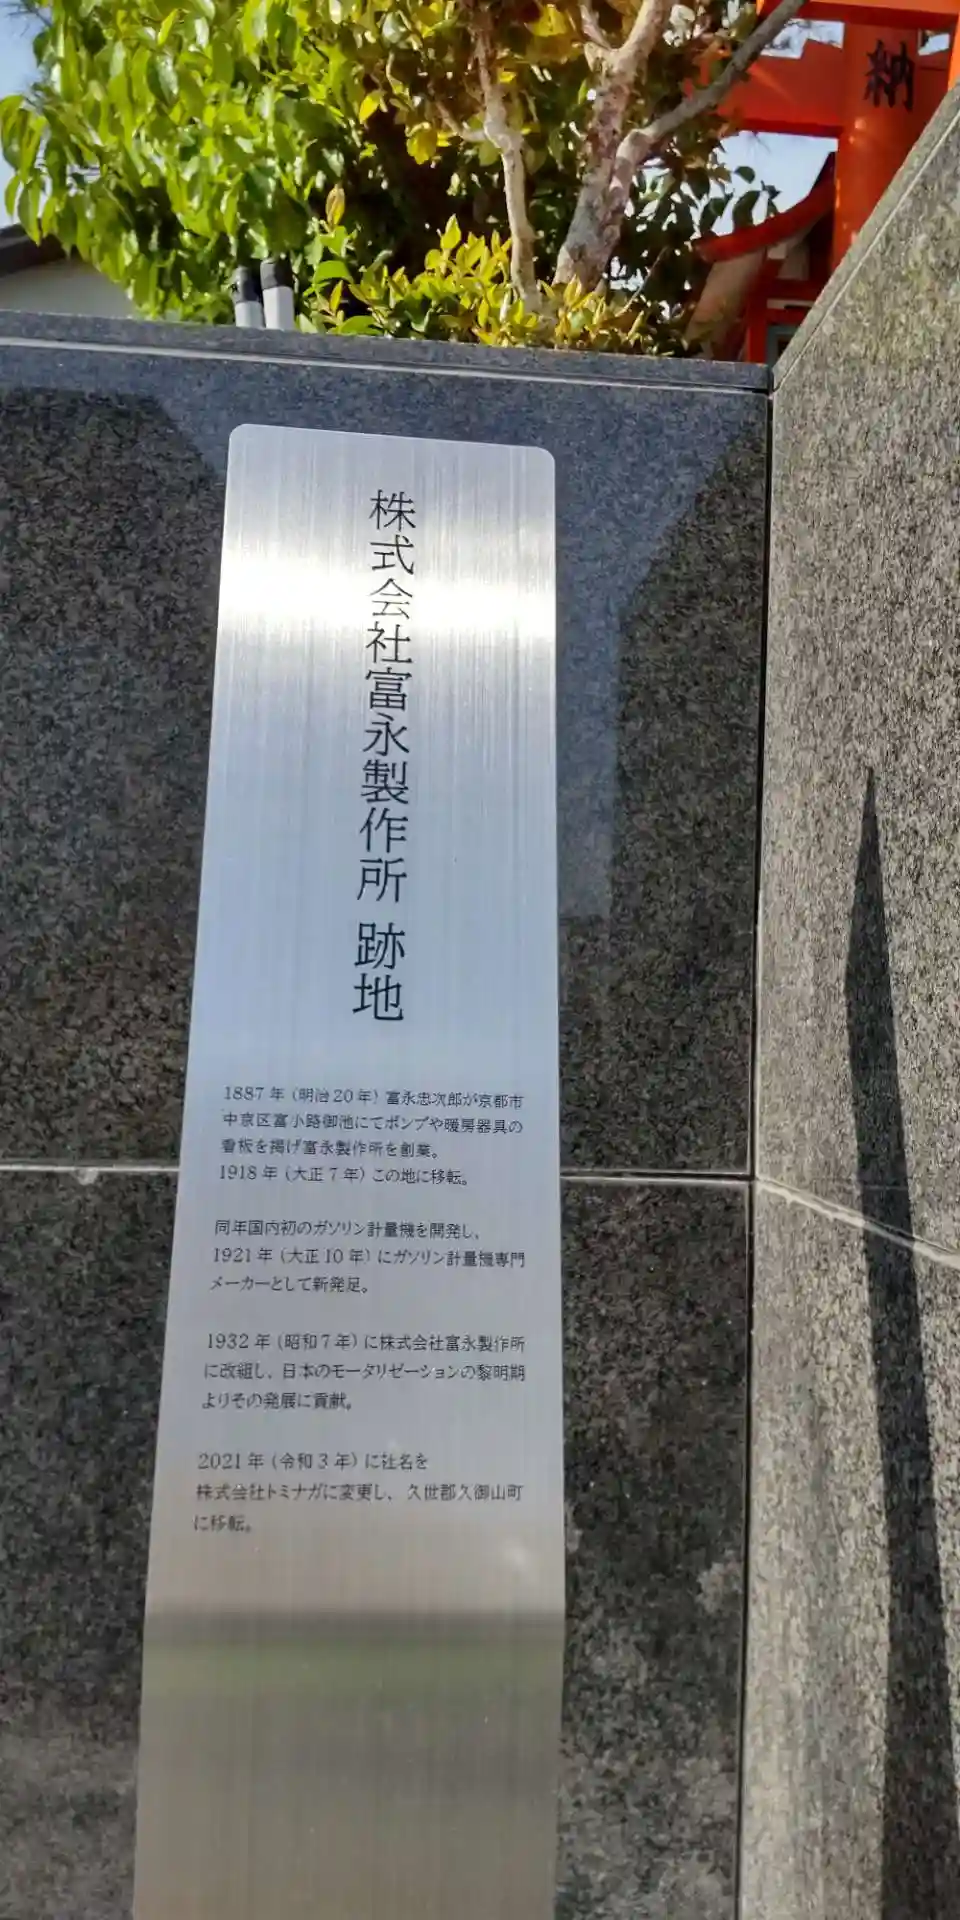 納
株式会社富永製作所 跡地
1887年(明治20年)富永忠次郎が京都市
中京区富小路御池にてポンプや暖房器具の
看板を掲げ富永製作所を創業。
1918年(大正7年)この地に移転。
同年国内初のガソリン計量機を開発し、
1921年(大正10年)にガソリン計量機専門
メーカーとして新発足。
1932年(昭和7年)に株式会社富永製作所
に改組し、日本のモータリゼーションの黎明期
よりその発展に貢献。
2021年(令和3年)に社名を
株式会社トミナガに変更し、久世郡久御山町
に移転。